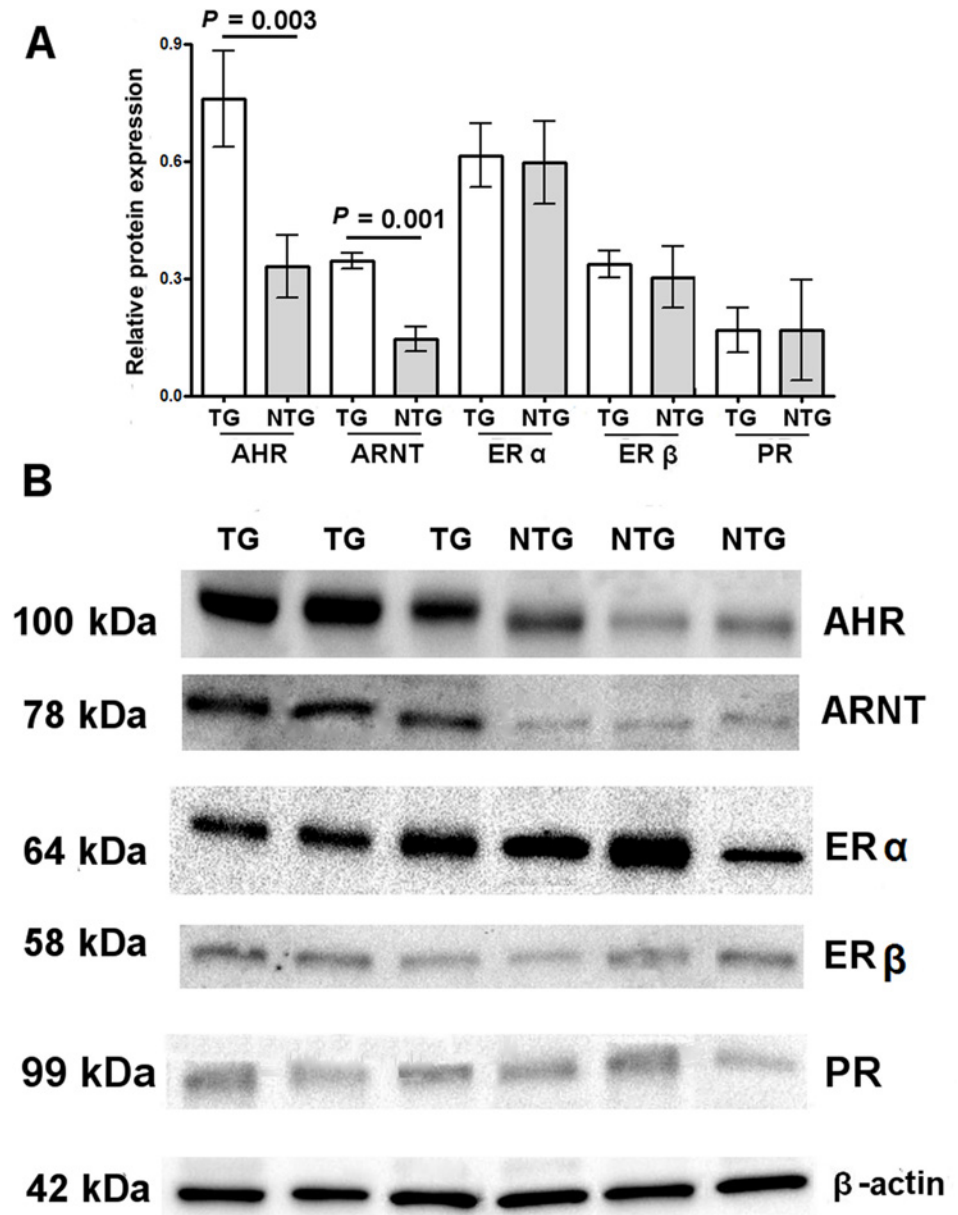 A
P = 0.003
0.9
0.6
0.3
0.0
Relative protein expression
P = 0.001
TG NTG TG NTG TG NTG TG NTG TG NTG
AHR ARNT ER α ER β PR
B
TG TG TG NTG NTG NTG
100 kDa AHR
78 kDa ARNT
64 kDa ER α
58 kDa ER β
99 kDa PR
42 kDa β-actin